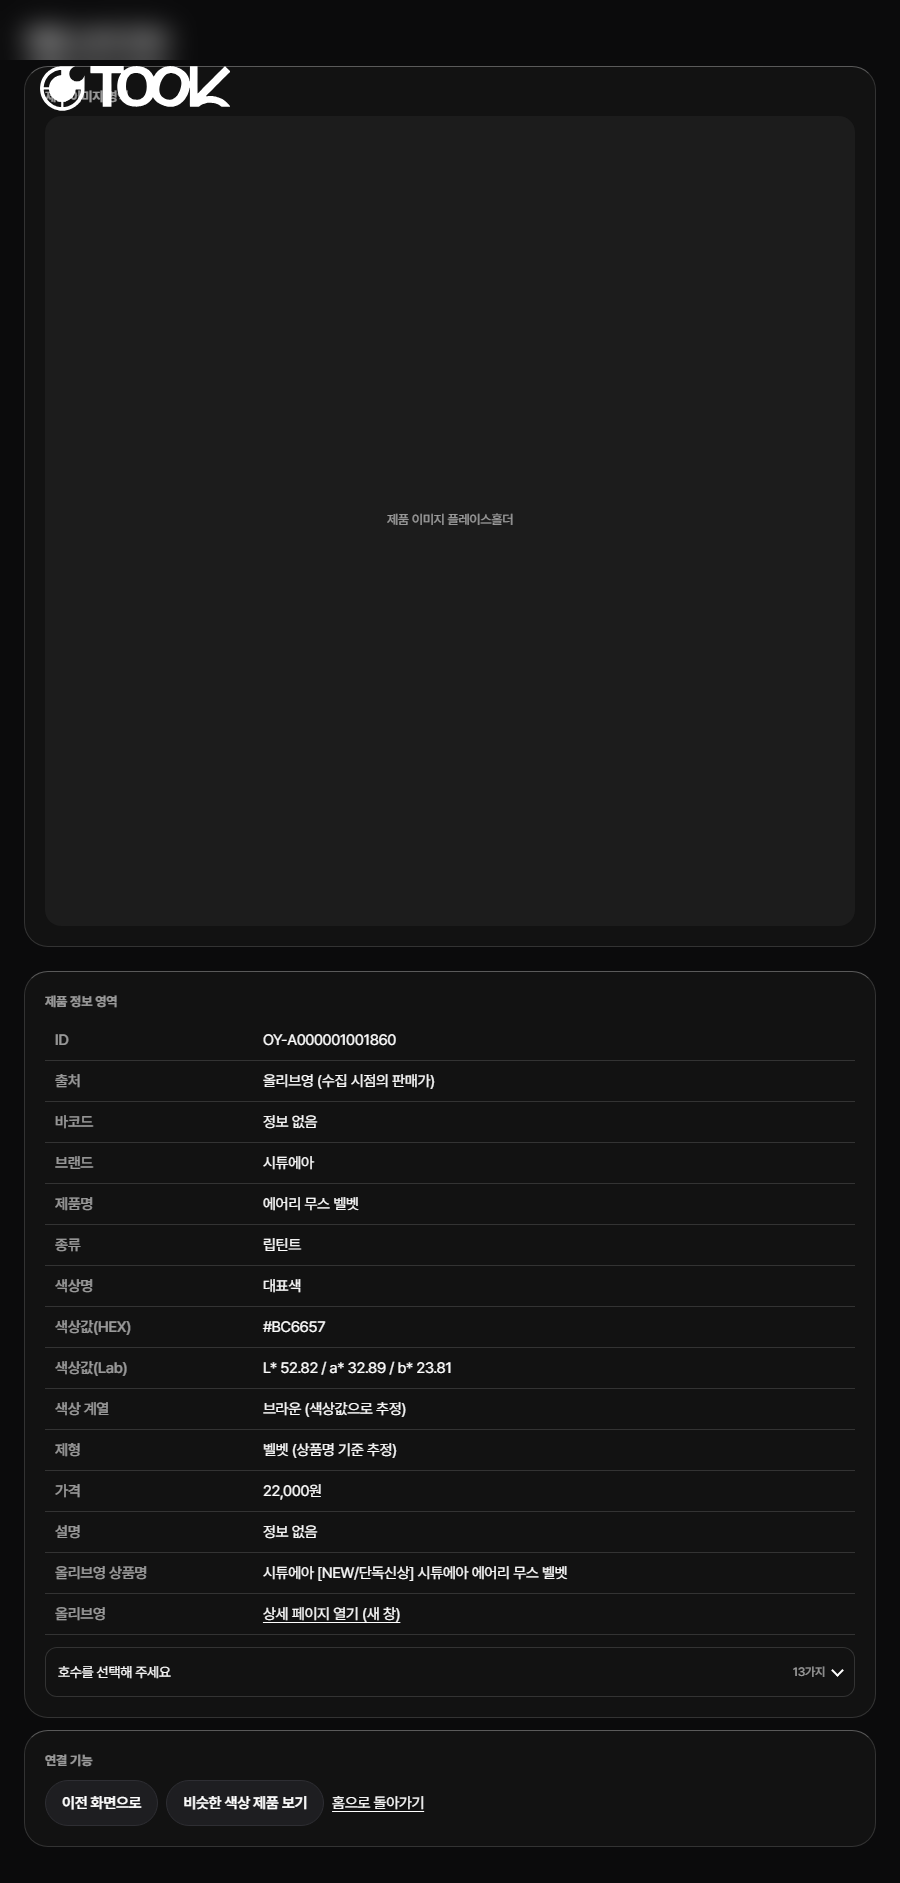 TOOK
제품 정보 영역
제품 이미지 플레이스홀더
ID OY-A000001001860
출처 올리브영 (수집 시점의 판매가)
바코드 정보 없음
브랜드 시튜에아
제품명 에어리 무스 벨벳
종류 립틴트
색상명 대표색
색상값(HEX) #BC6657
색상값(Lab) L* 52.82 / a* 32.89 / b* 23.81
색상 계열 브라운 (색상값으로 추정)
제형 벨벳 (상품명 기준 추정)
가격 22,000원
설명 정보 없음
올리브영 상품명 시튜에아 [NEW/단독신상] 시튜에아 에어리 무스 벨벳
올리브영 상세 페이지 열기 (새 창)
호수를 선택해 주세요 13가지
연결 기능
이전 화면으로 비슷한 색상 제품 보기 홈으로 돌아가기